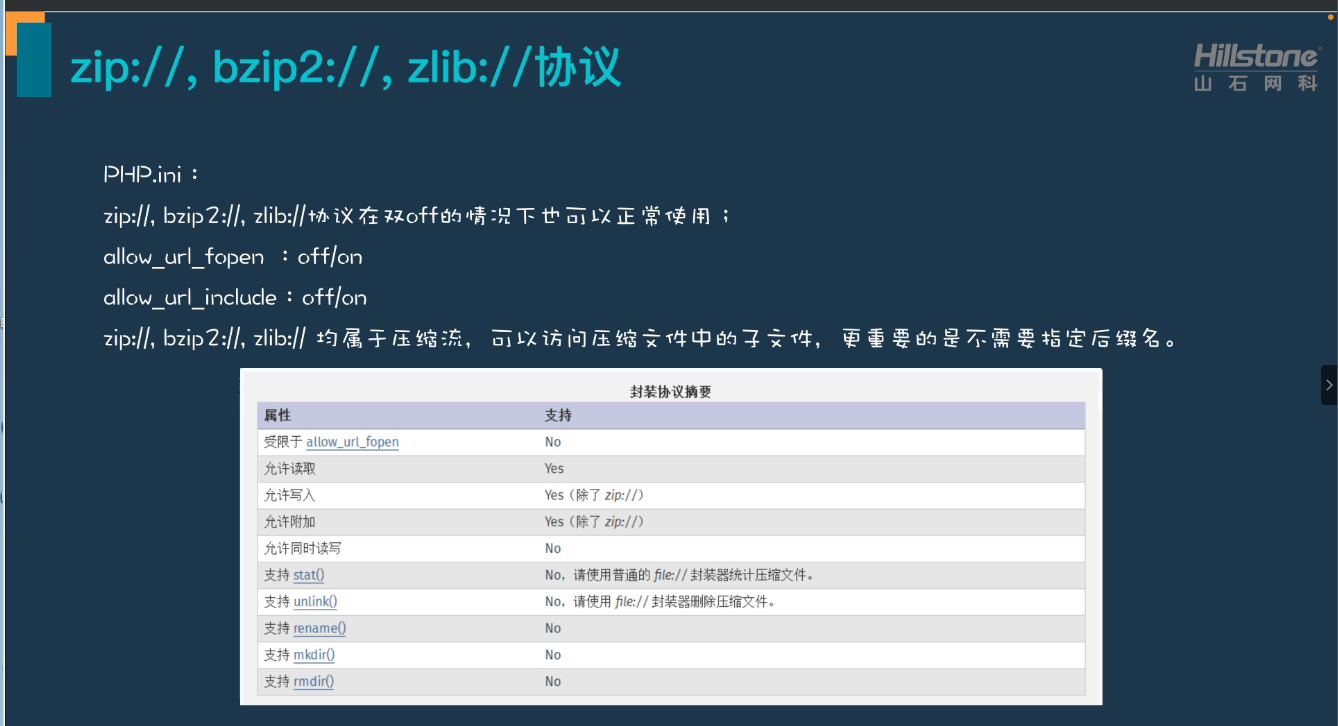 zip://, bzip2://, zlib://协议
Hillstone
山石网科
PHP.ini：
zip://, bzip2://, zlib://协议在双off的情况下也可以正常使用；
allow_url_fopen ：off/on
allow_url_include：off/on
zip://, bzip2://, zlib:// 均属于压缩流，可以访问压缩文件中的子文件，更重要的是不需要指定后缀名。
封装协议摘要
属性 支持
受限于 allow_url_fopen No
允许读取 Yes
允许写入 Yes（除了 zip://）
允许附加 Yes（除了 zip://）
允许同时读写 No
支持 stat() No，请使用普通的 file:// 封装器统计压缩文件。
支持 unlink() No，请使用 file:// 封装器删除压缩文件。
支持 rename() No
支持 mkdir() No
支持 rmdir() No